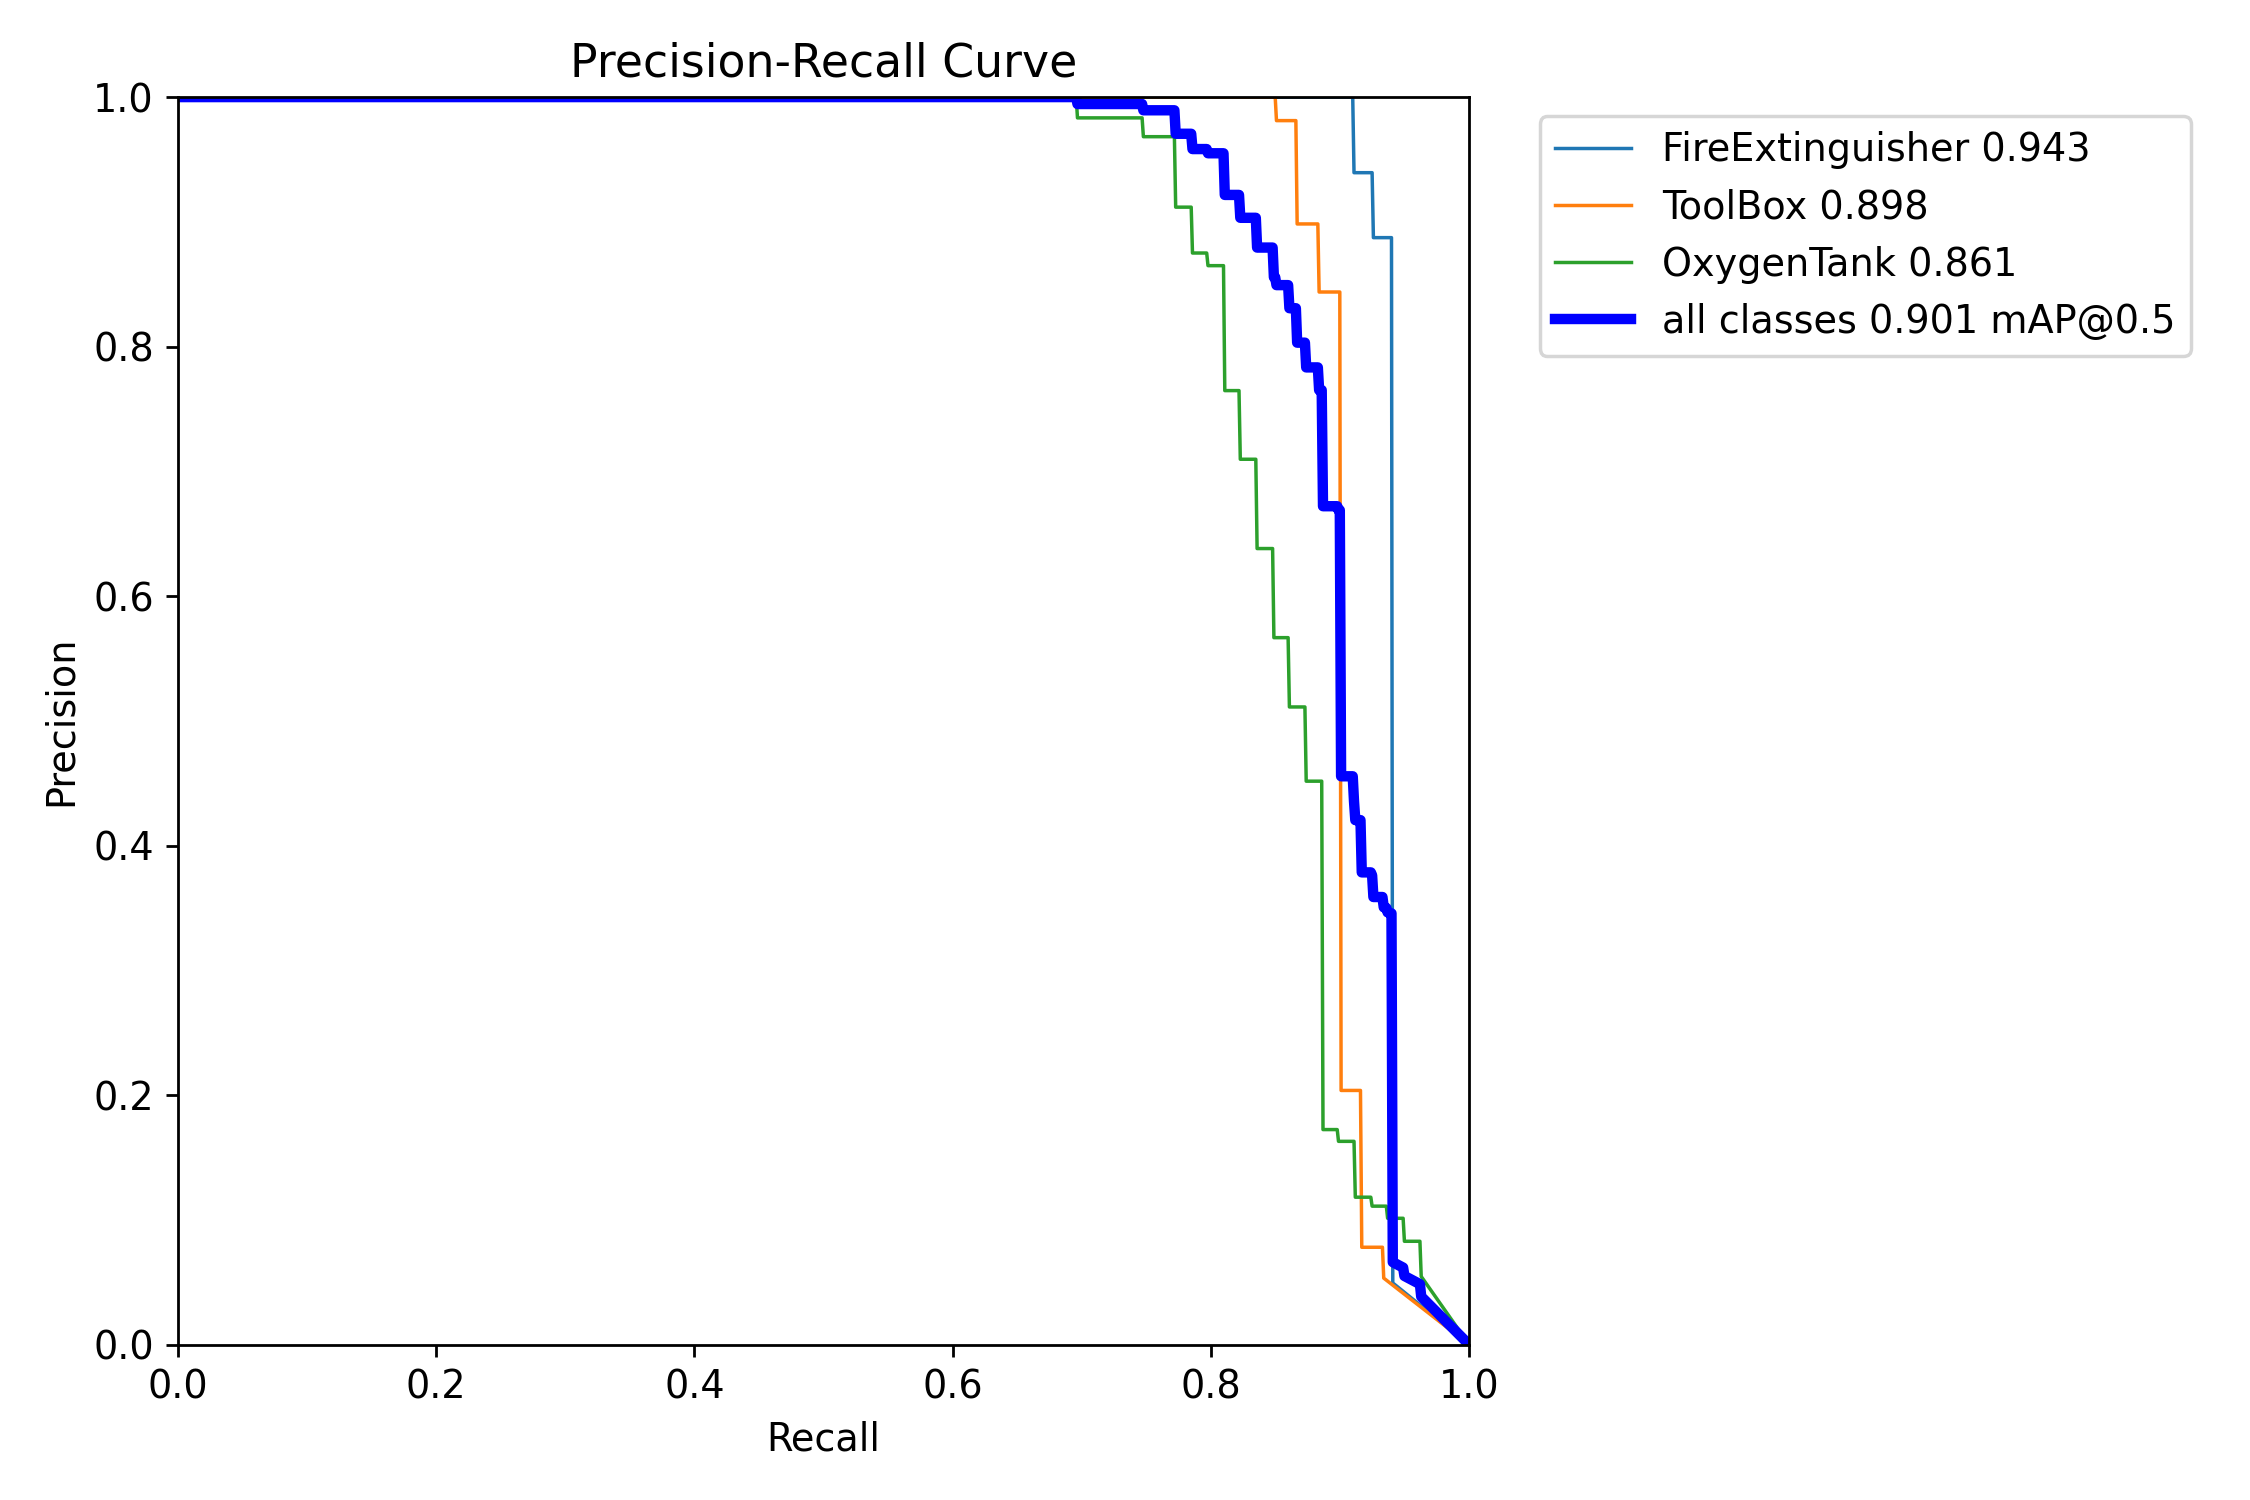 Precision-Recall Curve
1.0
0.8
0.6
0.4
0.2
0.0
Precision
0.0 0.2 0.4 0.6 0.8 1.0
Recall
FireExtinguisher 0.943
ToolBox 0.898
OxygenTank 0.861
all classes 0.901 mAP@0.5